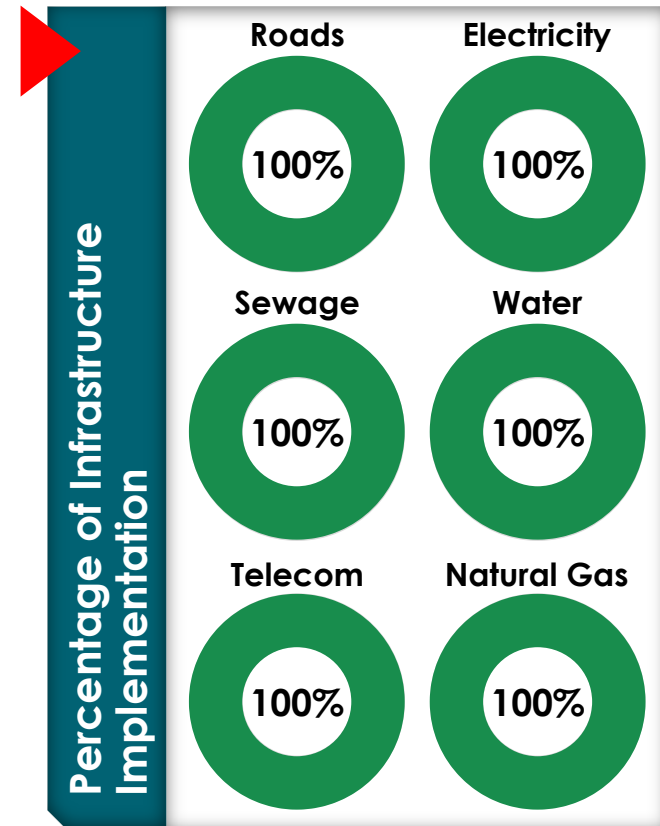 Percentage of Infrastructure
Implementation
Roads
Electricity
100%
100%
Sewage
Water
100%
100%
Telecom
Natural Gas
100%
100%